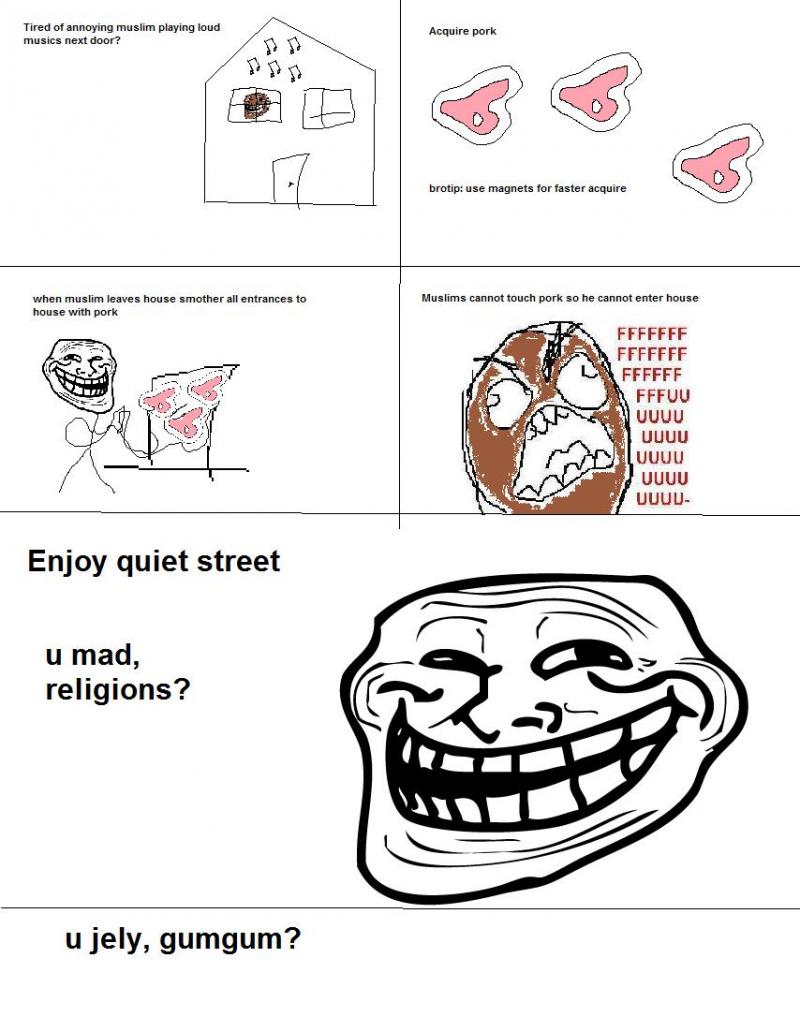 Tired of annoying muslim playing loud
musics next door?
Acquire pork
brotip: use magnets for faster acquire
when muslim leaves house smother all entrances to
house with pork
Muslims cannot touch pork so he cannot enter house
FFFFFFF
FFFFFFF
FFFFFF
FFFUU
UUUU
UUUU
UUUU
UUUU
UUUU-
Enjoy quiet street
u mad,
religions?
u jely, gumgum?